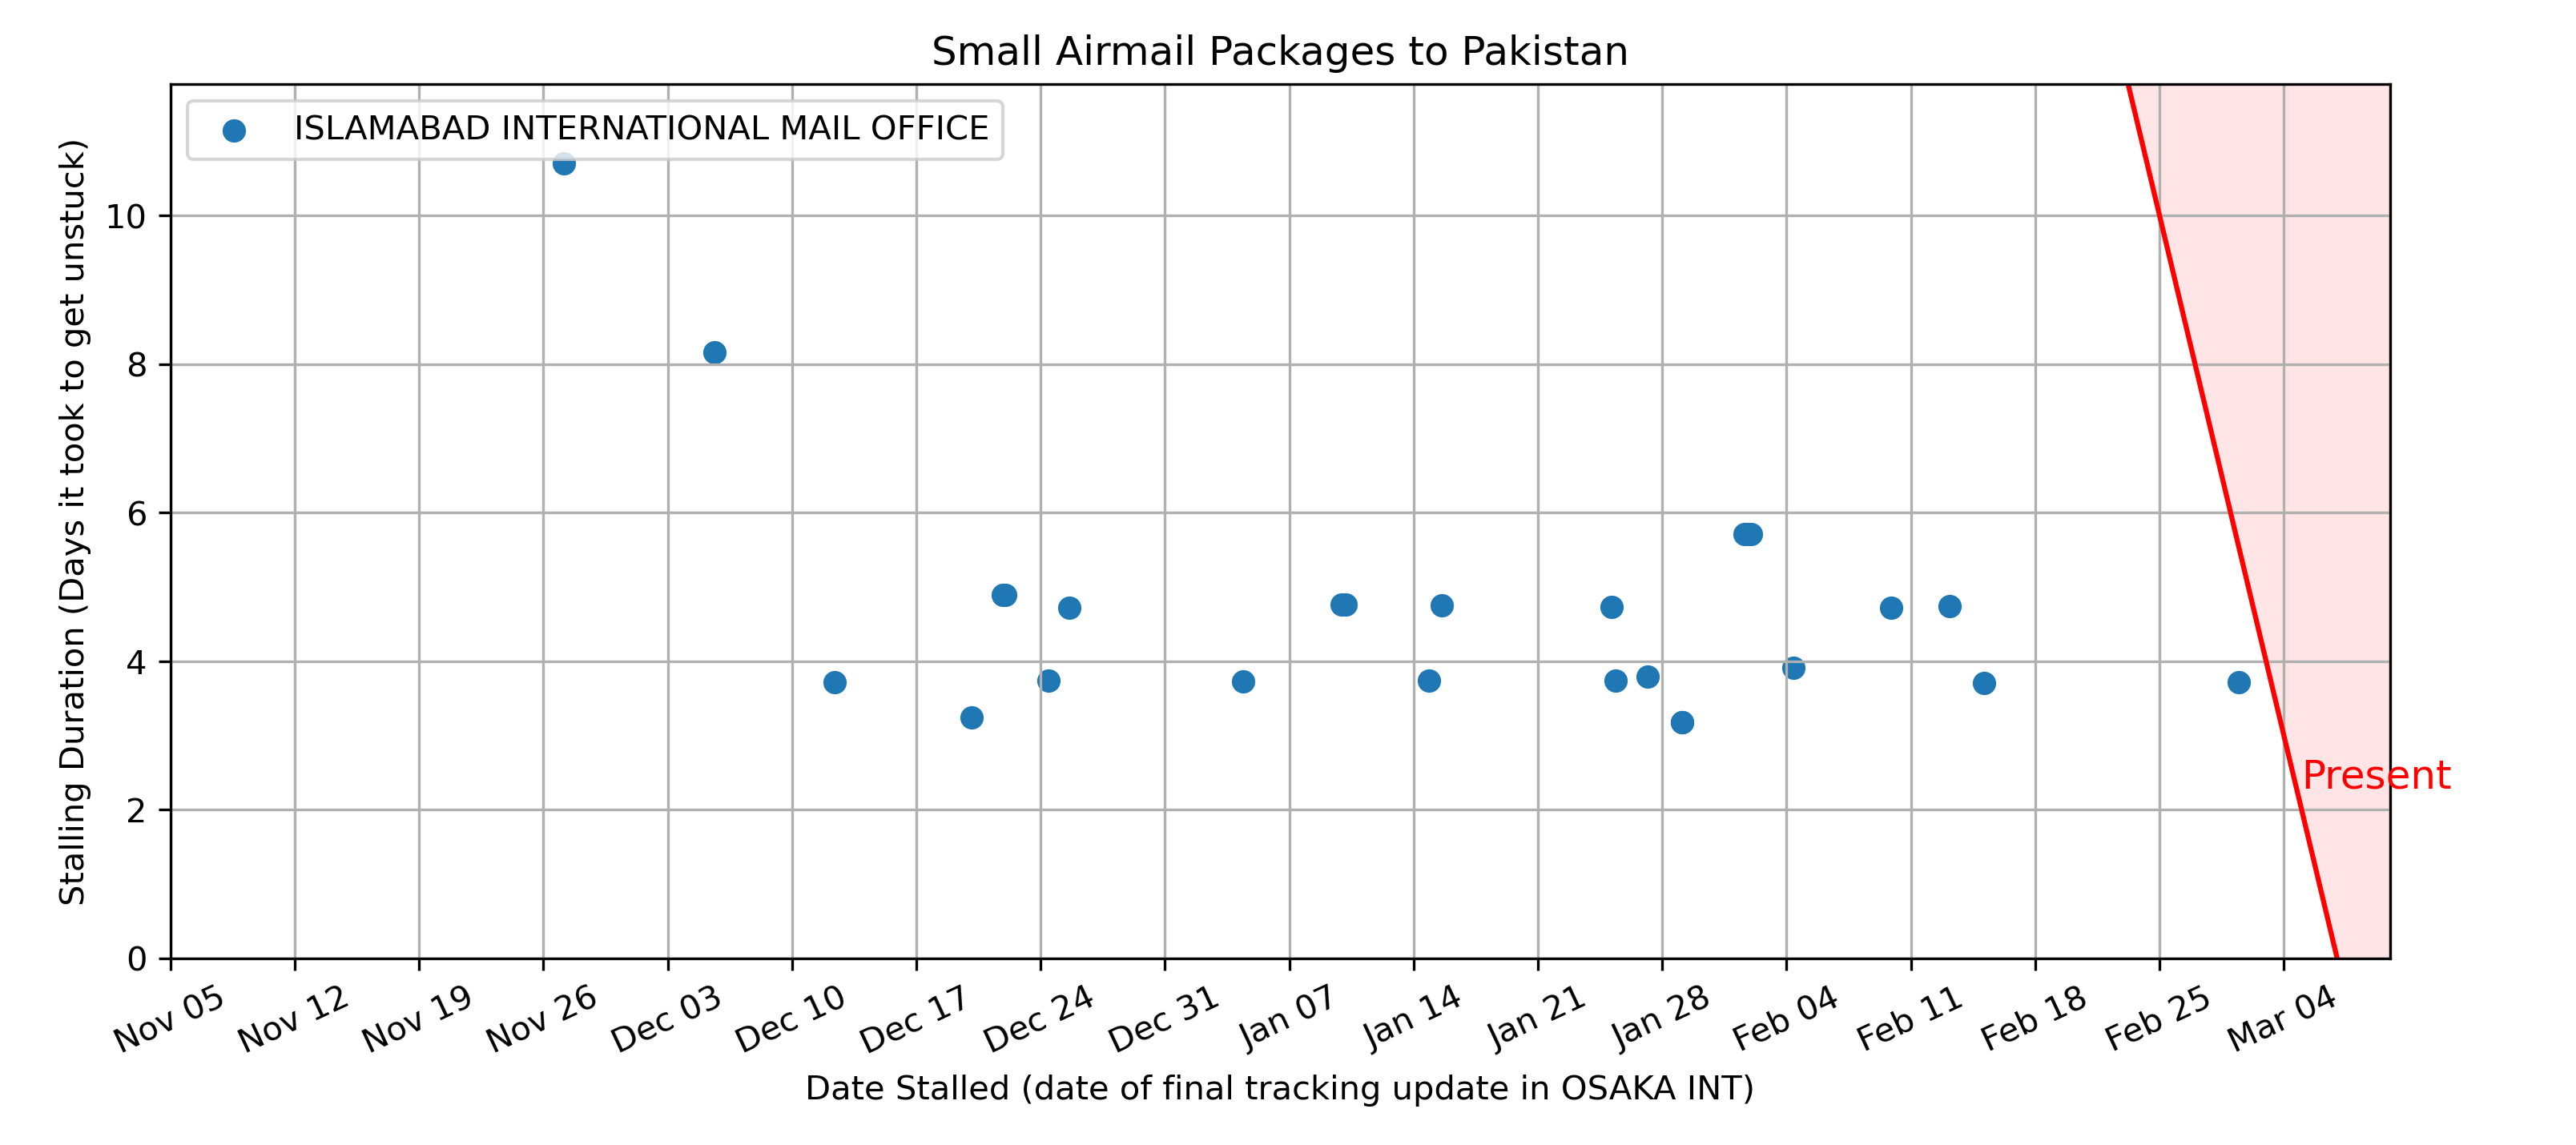 Small Airmail Packages to Pakistan
ISLAMABAD INTERNATIONAL MAIL OFFICE
Stalling Duration (Days it took to get unstuck)
10
8
6
4
2
0
Present
Nov 05 Nov 12 Nov 19 Nov 26 Dec 03 Dec 10 Dec 17 Dec 24 Dec 31 Jan 07 Jan 14 Jan 21 Jan 28 Feb 04 Feb 11 Feb 18 Feb 25 Mar 04
Date Stalled (date of final tracking update in OSAKA INT)